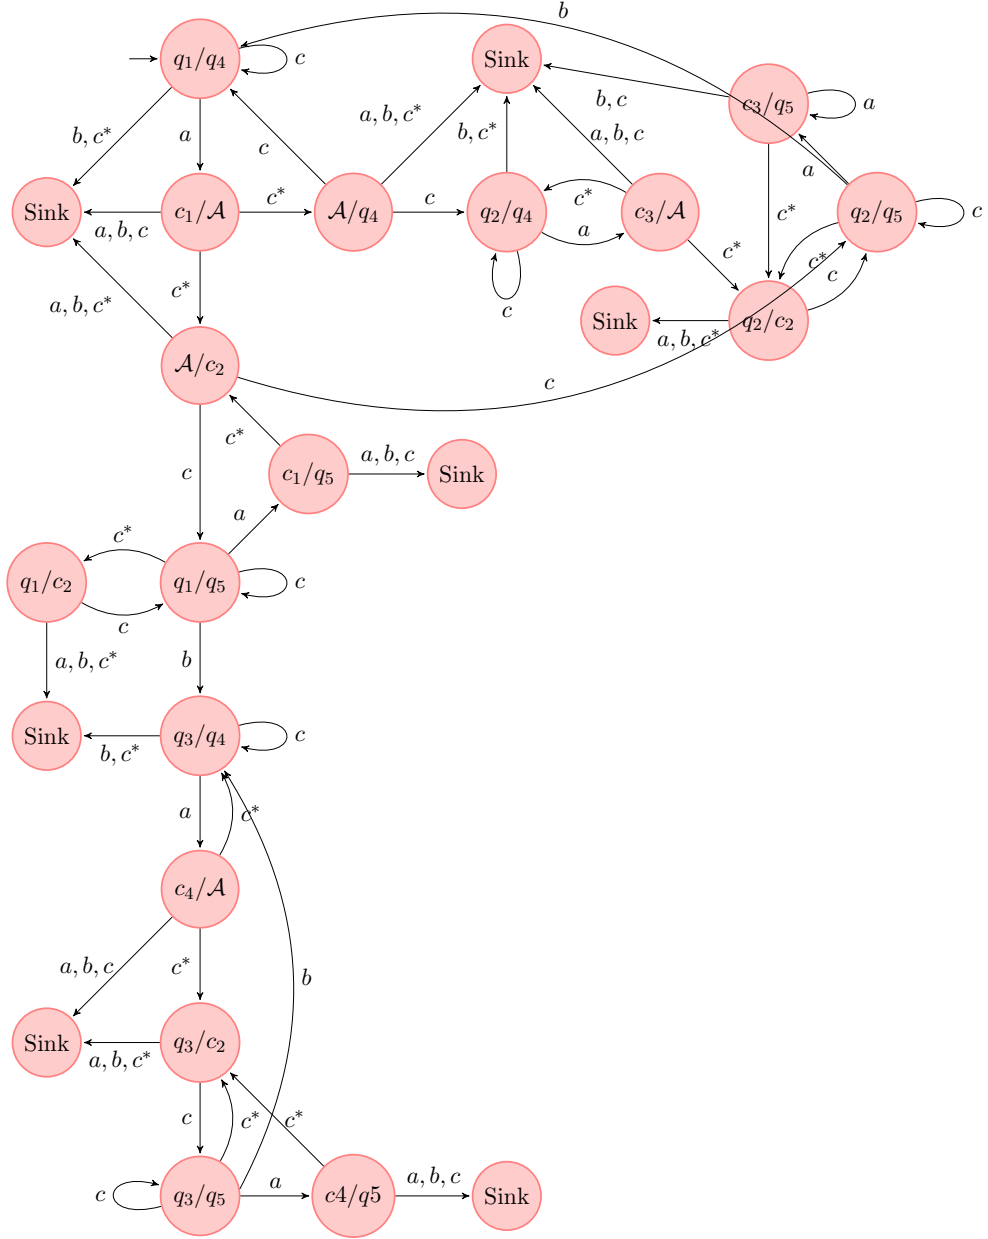 b
q₁/q₄
c
Sink
c₃/q₅
a
b, c*
a
a, b, c*
b, c
b, c*
a, b, c
c
a
Sink
a, b, c
c₁/𝒜
c*
𝒜/q₄
c
q₂/q₄
c*
a
c₃/𝒜
c*
c*
q₂/q₅
c
c
c*
a, b, c*
c*
c
Sink
a, b, c*
q₂/c₂
𝒜/c₂
c
c*
c
c₁/q₅
a, b, c
Sink
a
c*
q₁/c₂
q₁/q₅
c
c
a, b, c*
b
Sink
b, c*
q₃/q₄
c
a
c*
c₄/𝒜
a, b, c
c*
b
Sink
a, b, c*
q₃/c₂
c
c*
c*
c
q₃/q₅
a
c4/q5
a, b, c
Sink